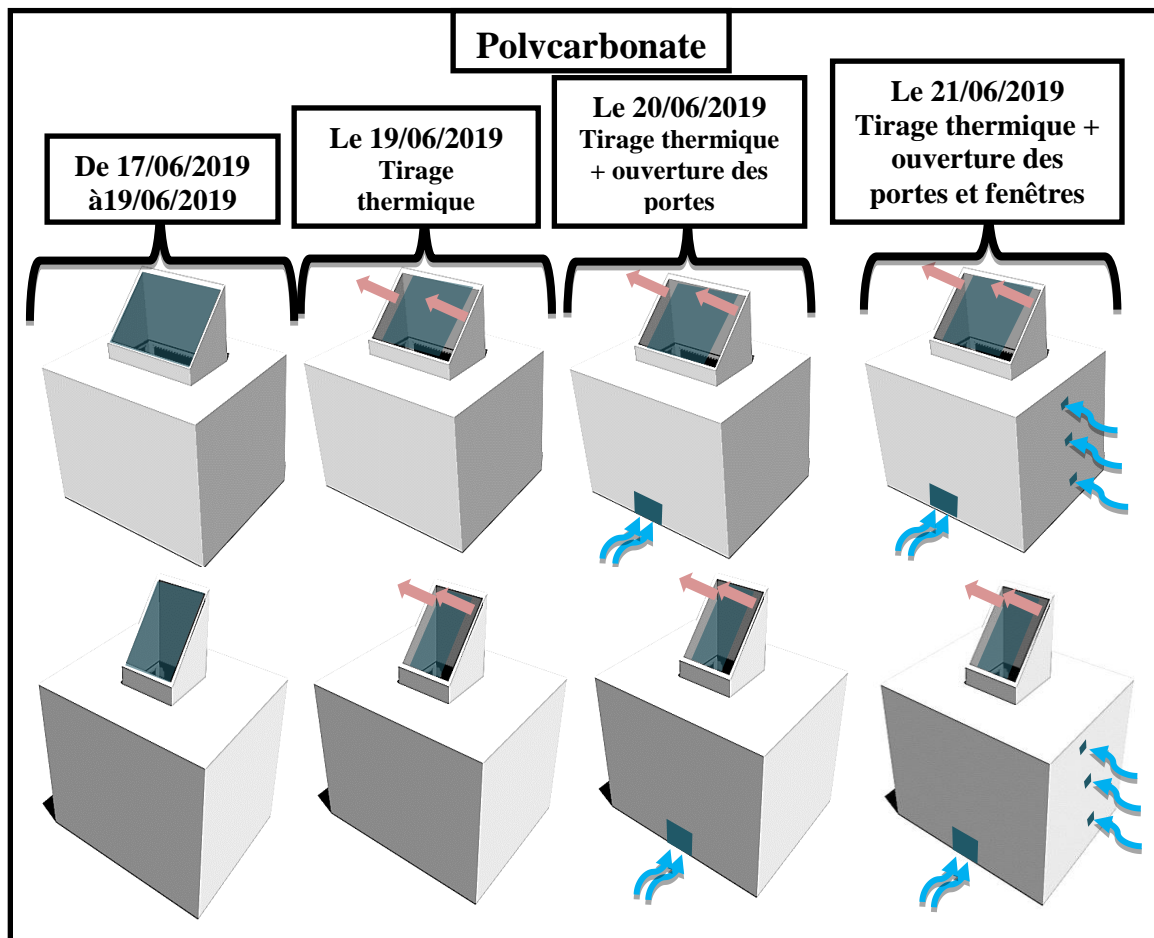 Polycarbonate
De 17/06/2019
à19/06/2019
Le 19/06/2019
Tirage
thermique
Le 20/06/2019
Tirage thermique
+ ouverture des
portes
Le 21/06/2019
Tirage thermique +
ouverture des
portes et fenêtres